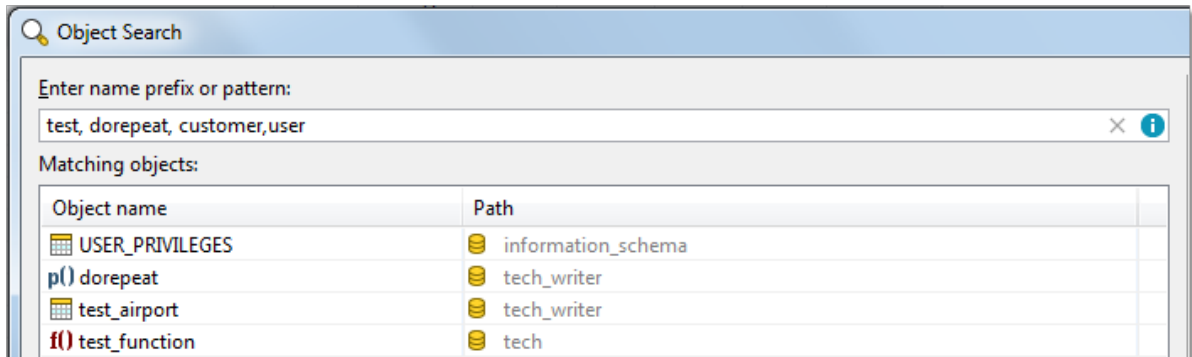 Object Search
Enter name prefix or pattern:
test, dorepeat, customer,user
Matching objects:
Object name Path
USER_PRIVILEGES information_schema
p() dorepeat tech_writer
test_airport tech_writer
f() test_function tech